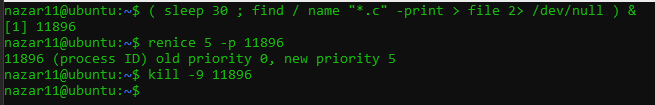 nazar11@ubuntu:~$ ( sleep 30 ; find / name "*.c" -print > file 2> /dev/null ) &
[1] 11896
nazar11@ubuntu:~$ renice 5 -p 11896
11896 (process ID) old priority 0, new priority 5
nazar11@ubuntu:~$ kill -9 11896
nazar11@ubuntu:~$